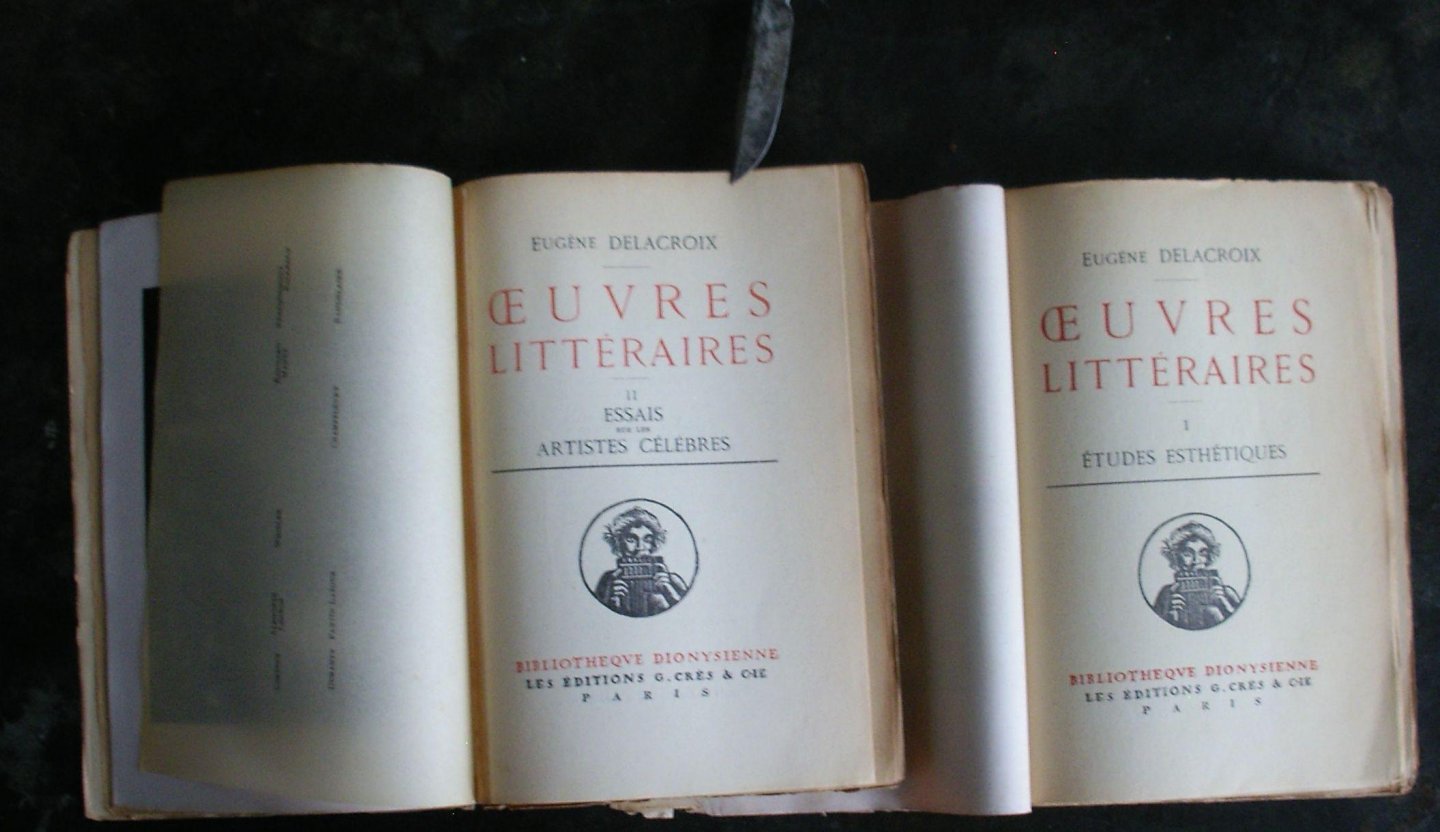 EUGÈNE DELACROIX
ŒUVRES
LITTÉRAIRES
II
ESSAIS
SUR LES
ARTISTES CÉLÈBRES
BIBLIOTHEQVE DIONYSIENNE
LES ÉDITIONS G. CRÈS & CIE
PARIS
EUGÈNE DELACROIX
ŒUVRES
LITTÉRAIRES
I
ÉTUDES ESTHÉTIQUES
BIBLIOTHEQVE DIONYSIENNE
LES ÉDITIONS G. CRÈS & CIE
PARIS